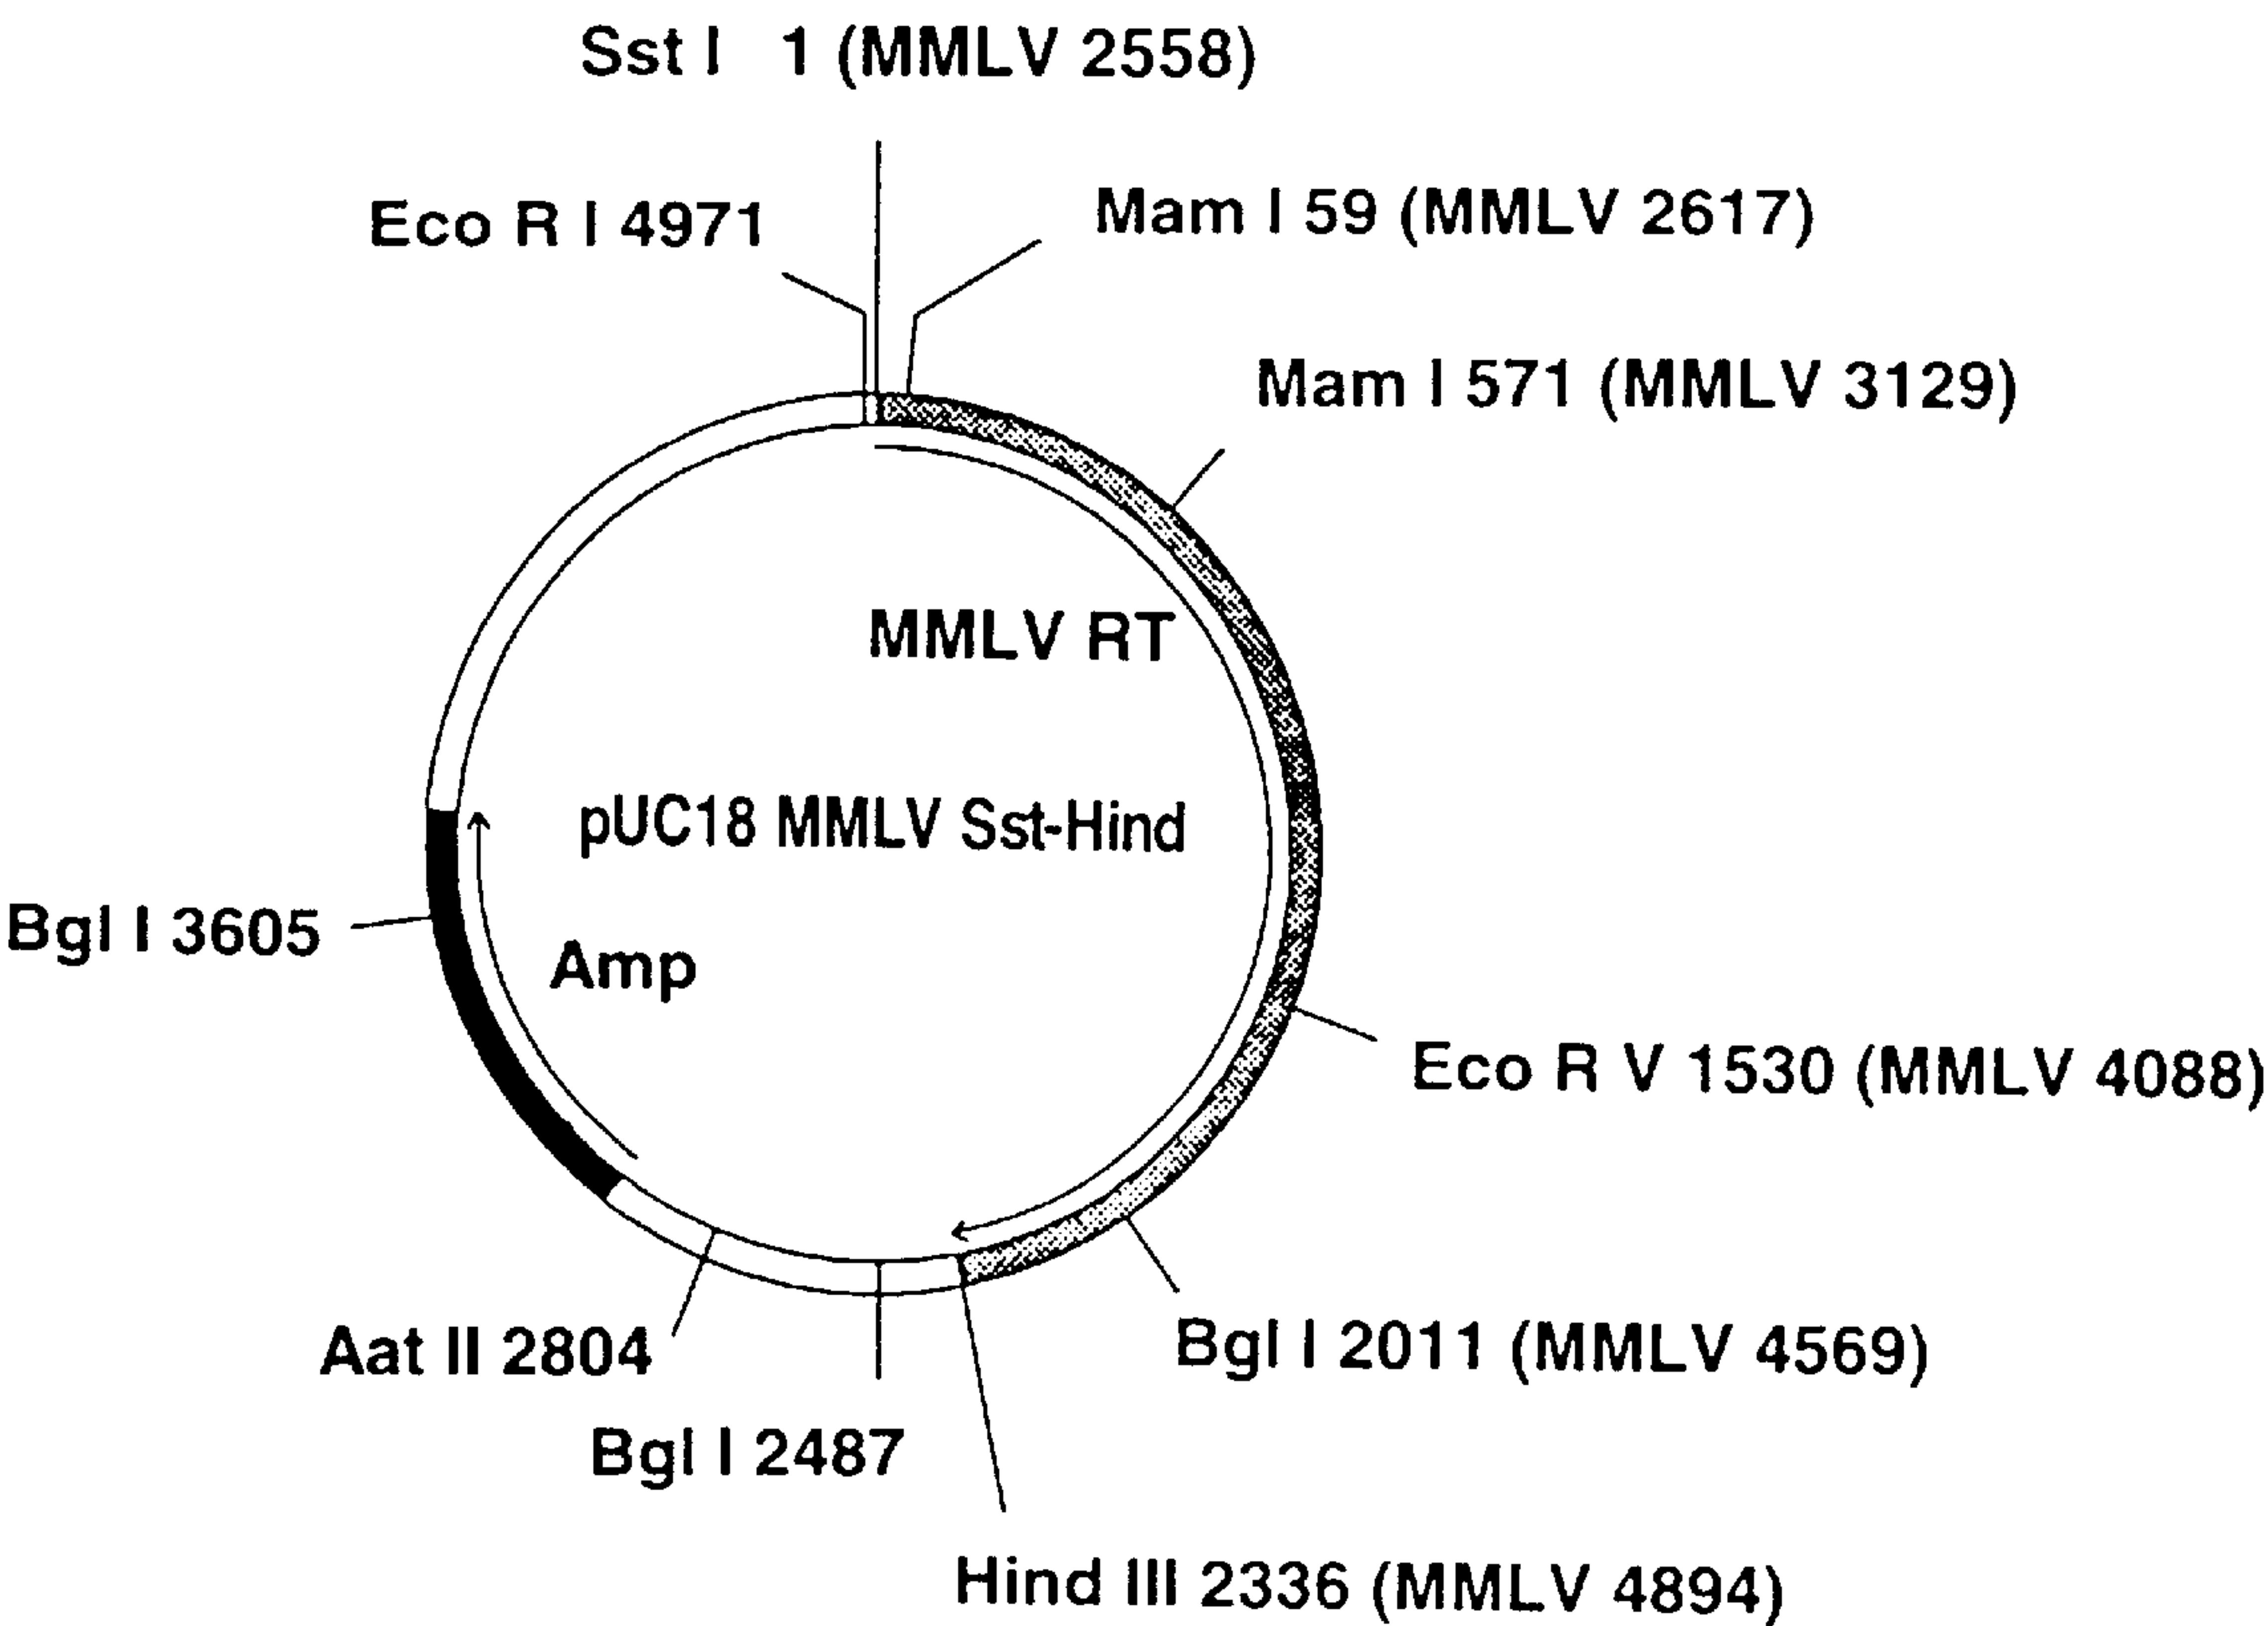 Sst I 1 (MMLV 2558)
Eco R I 4971
Mam I 59 (MMLV 2617)
Mam I 571 (MMLV 3129)
MMLV RT
pUC18 MMLV Sst-Hind
Bgl I 3605
Amp
Eco R V 1530 (MMLV 4088)
Aat II 2804
Bgl I 2011 (MMLV 4569)
Bgl I 2487
Hind III 2336 (MMLV 4894)